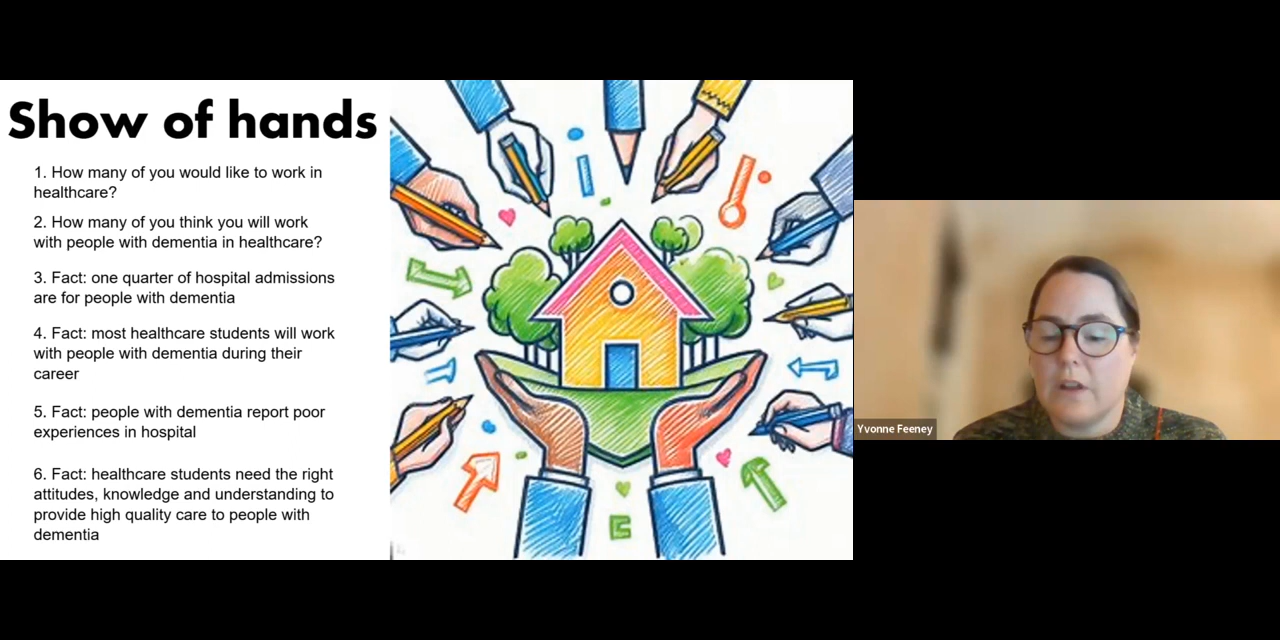 Show of hands
1. How many of you would like to work in
healthcare?
2. How many of you think you will work
with people with dementia in healthcare?
3. Fact: one quarter of hospital admissions
are for people with dementia
4. Fact: most healthcare students will work
with people with dementia during their
career
5. Fact: people with dementia report poor
experiences in hospital
6. Fact: healthcare students need the right
attitudes, knowledge and understanding to
provide high quality care to people with
dementia
Yvonne Feeney